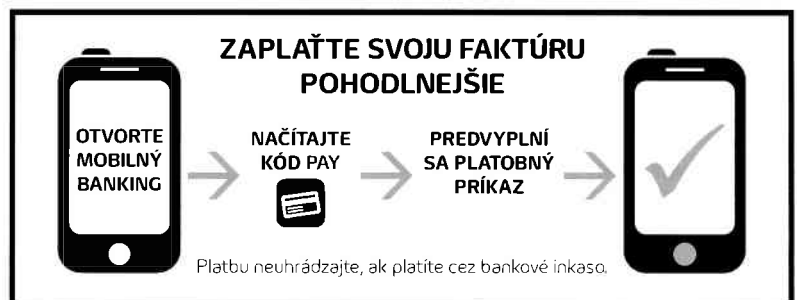 ZAPLAŤTE SVOJU FAKTÚRU
POHODLNEJŠIE
OTVORTE
MOBILNÝ
BANKING
NAČÍTAJTE
KÓD PAY
PREDVYPLNÍ
SA PLATOBNÝ
PRÍKAZ
Platbu neuhrádzajte, ak platíte cez bankové inkaso.